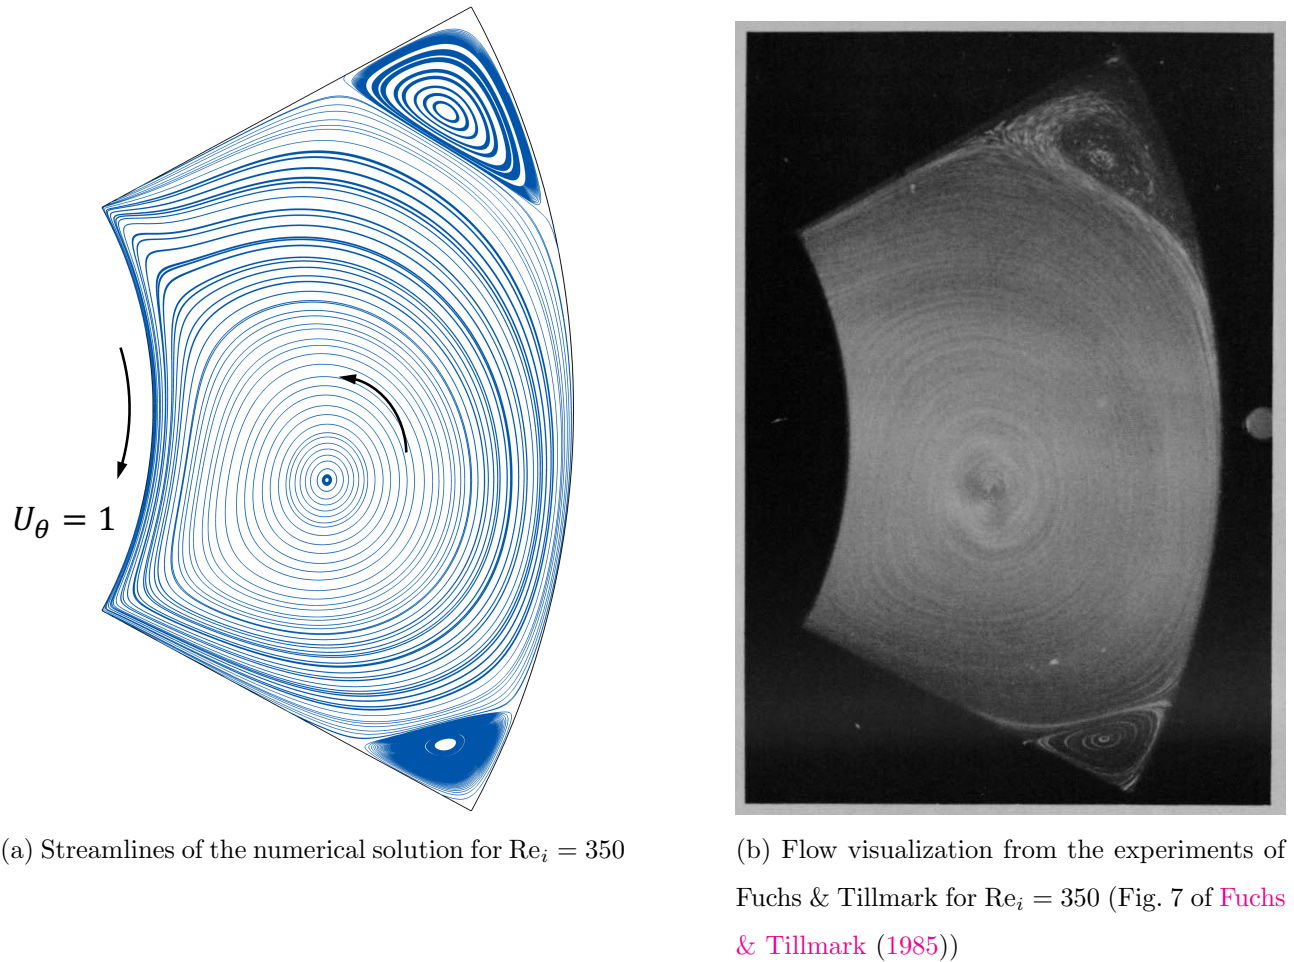 U_θ = 1
(a) Streamlines of the numerical solution for Re_i = 350
(b) Flow visualization from the experiments of
Fuchs & Tillmark for Re_i = 350 (Fig. 7 of Fuchs
& Tillmark (1985))